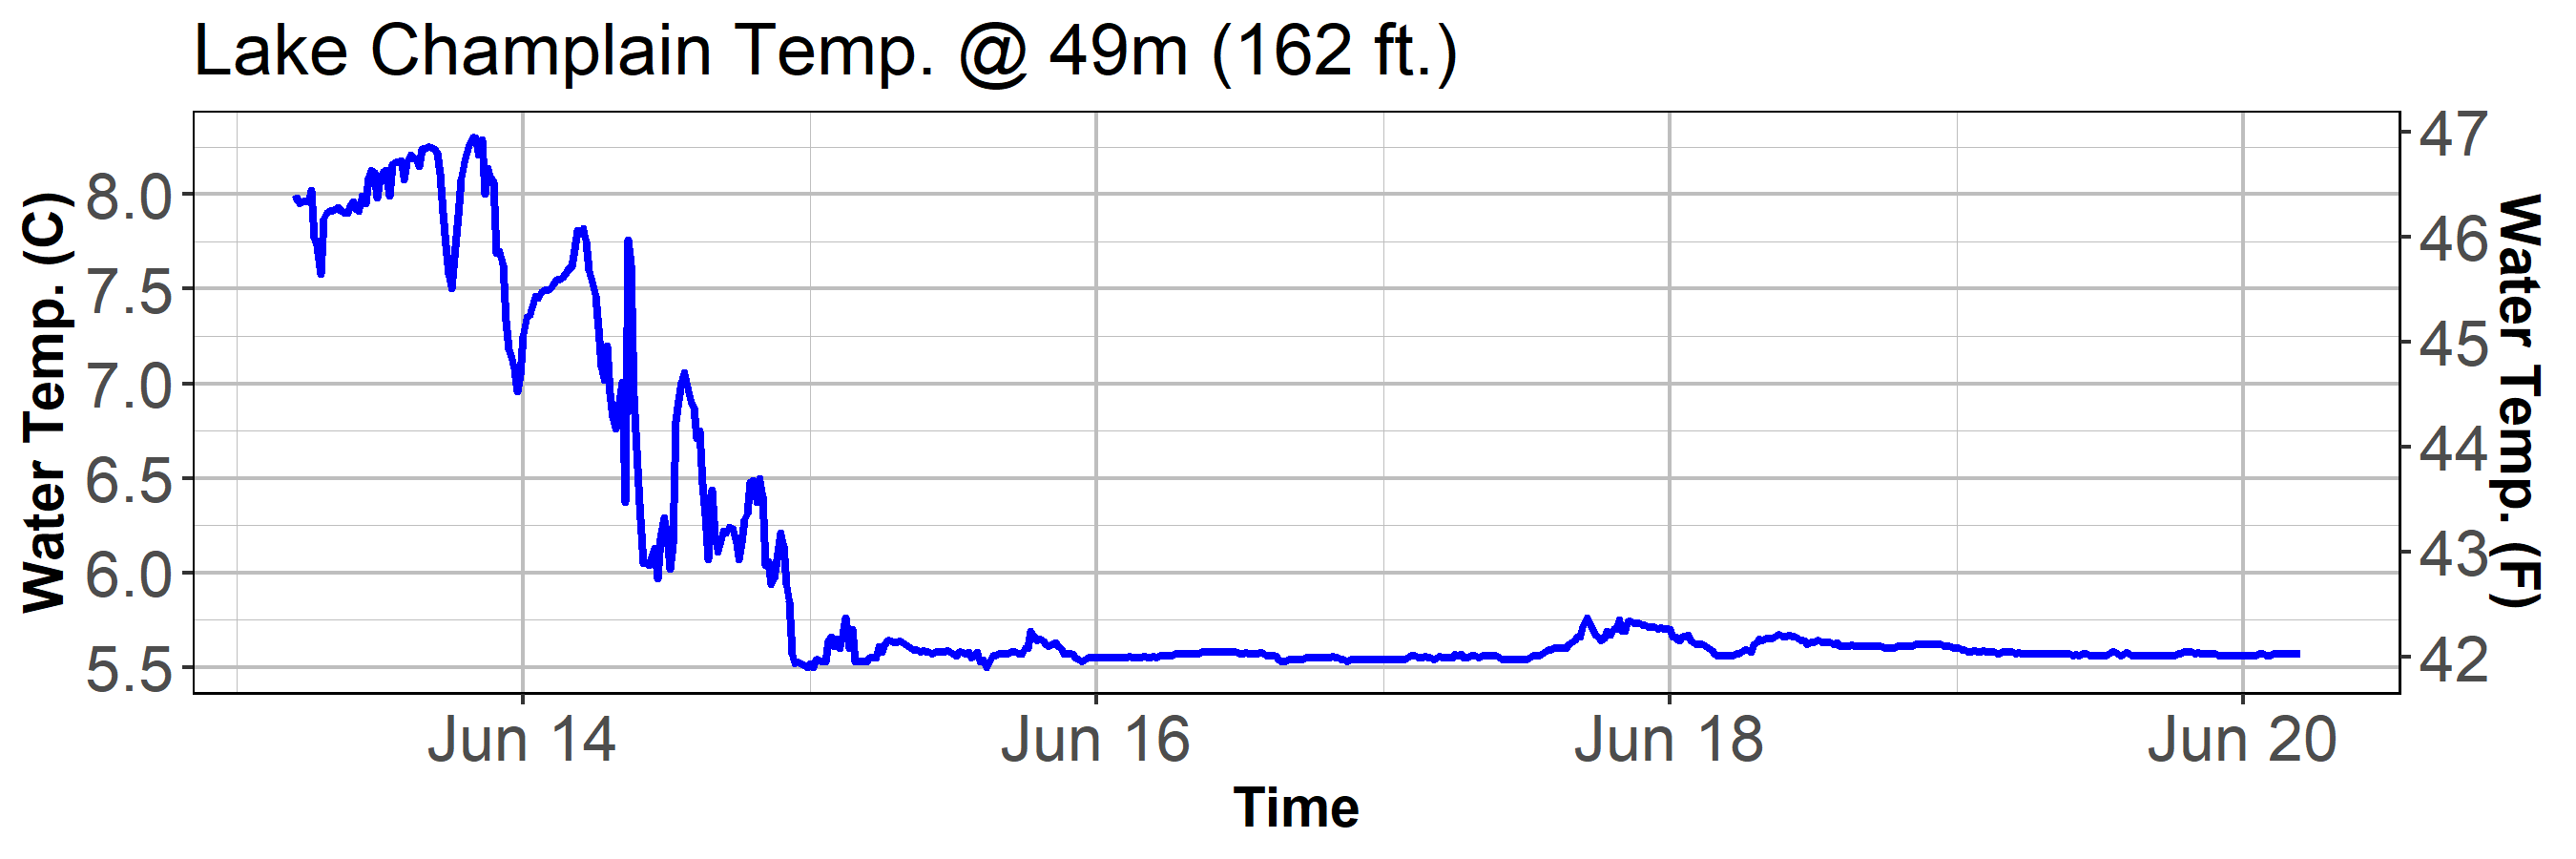 Lake Champlain Temp. @ 49m (162 ft.)
Water Temp. (C)
8.0
7.5
7.0
6.5
6.0
5.5
47
46
45
44
43
42
Water Temp. (F)
Jun 14 Jun 16 Jun 18 Jun 20
Time